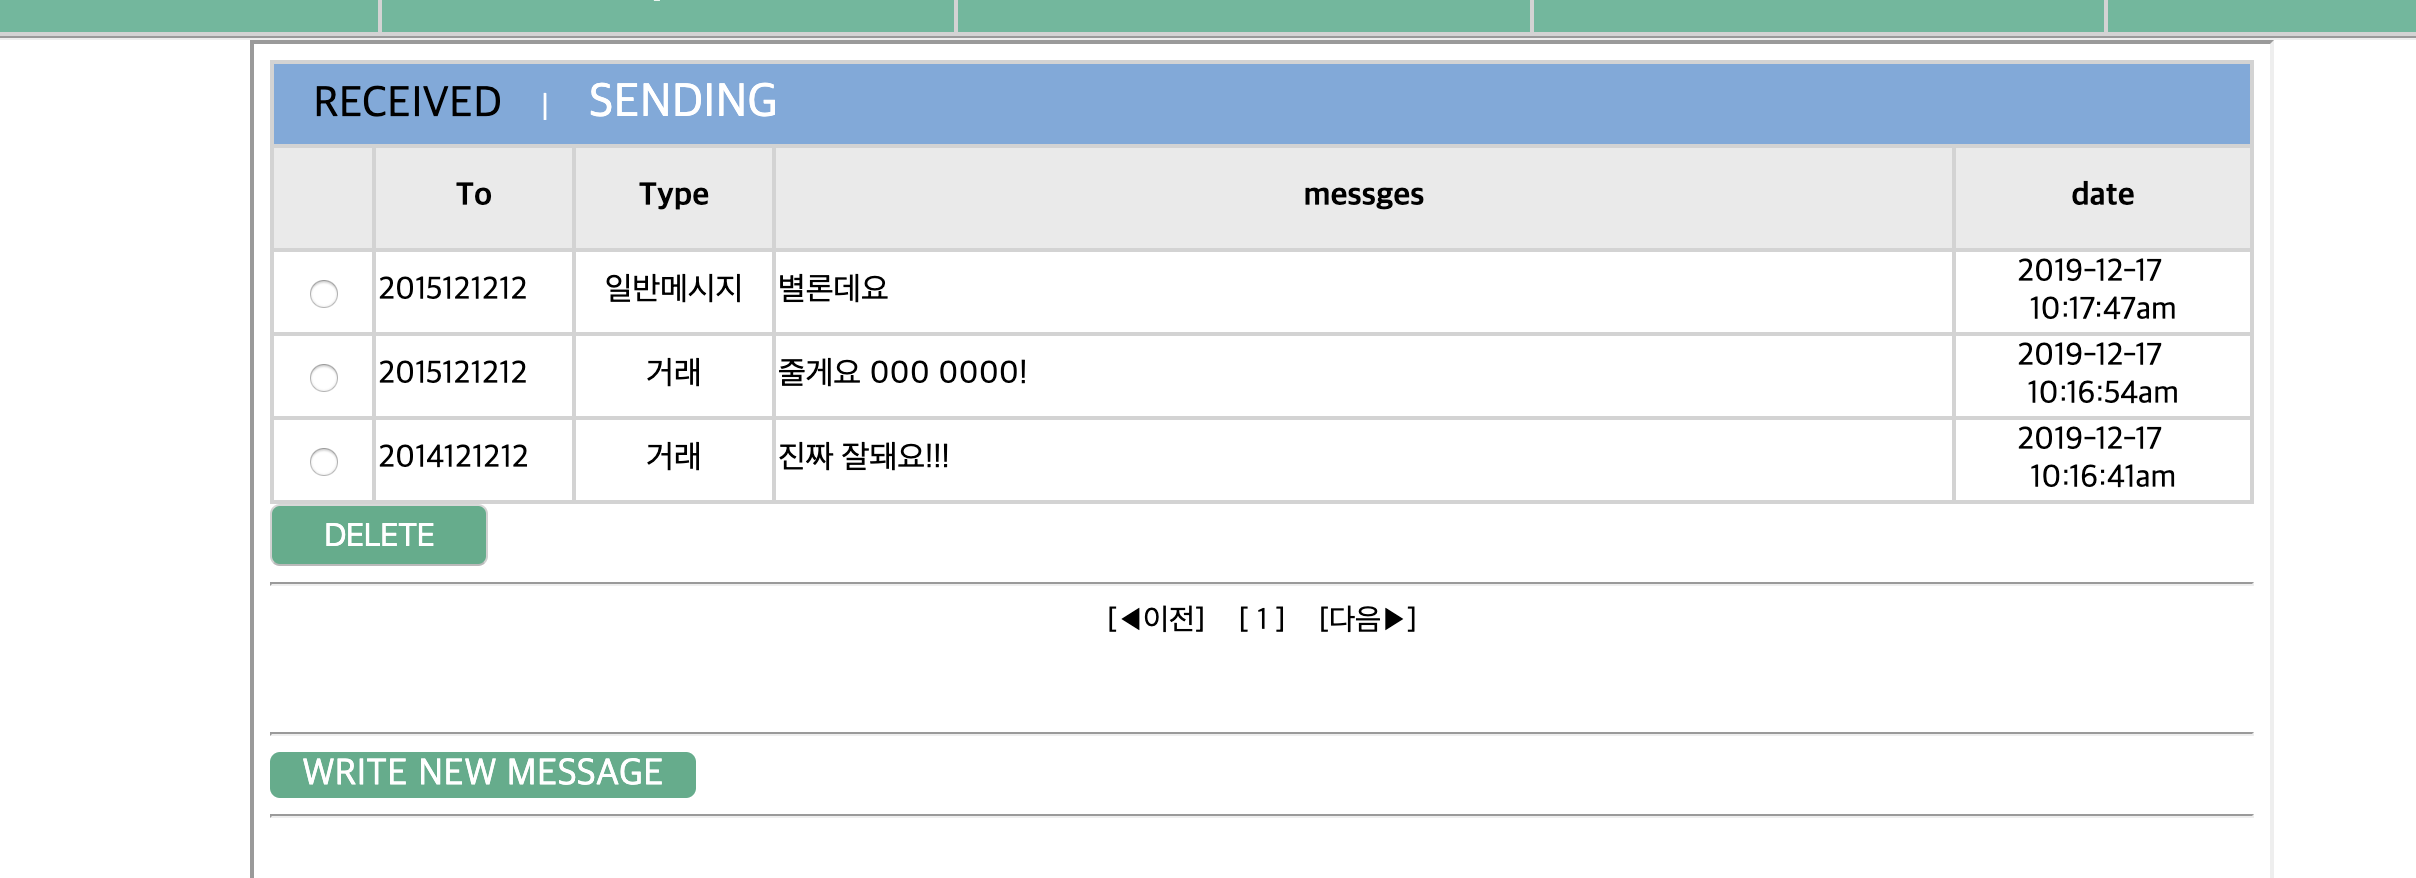 RECEIVED | SENDING
To Type messges date
2015121212 일반메시지 별론데요 2019-12-17 10:17:47am
2015121212 거래 줄게요 ooo oooo! 2019-12-17 10:16:54am
2014121212 거래 진짜 잘돼요!!! 2019-12-17 10:16:41am
DELETE
[◀이전] [ 1 ] [다음▶]
WRITE NEW MESSAGE